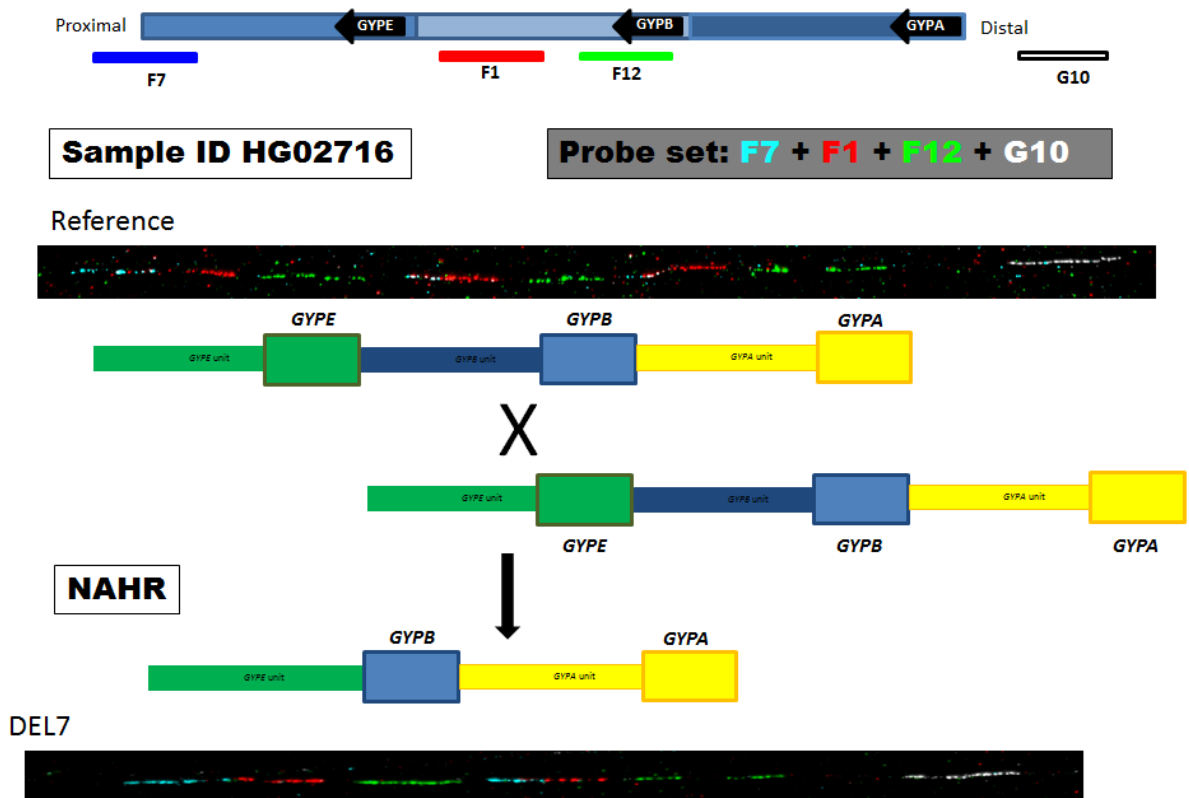 Proximal GYPE GYPB GYPA Distal
F7 F1 F12 G10
Sample ID HG02716 Probe set: F7 + F1 + F12 + G10
Reference
GYPE GYPB GYPA
GYPE unit GYPB unit GYPA unit
X
GYPE unit GYPB unit GYPA unit
GYPE GYPB GYPA
NAHR
GYPB GYPA
GYPE unit GYPA unit
DEL7